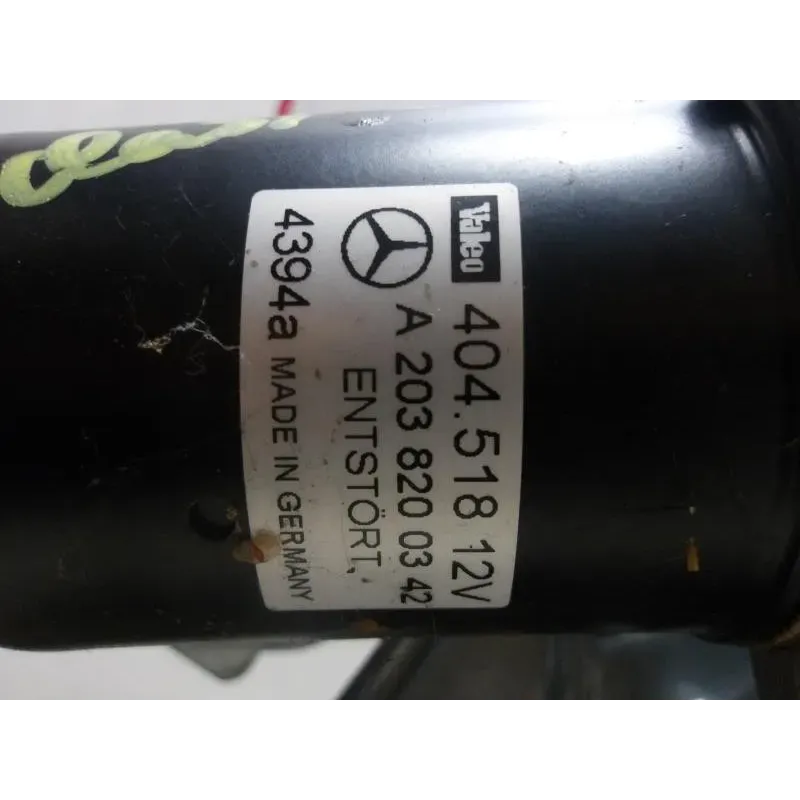 Valeo 404.518 12V
A 203 820 03 42
ENTSTÖRT,
4394a MADE IN GERMANY